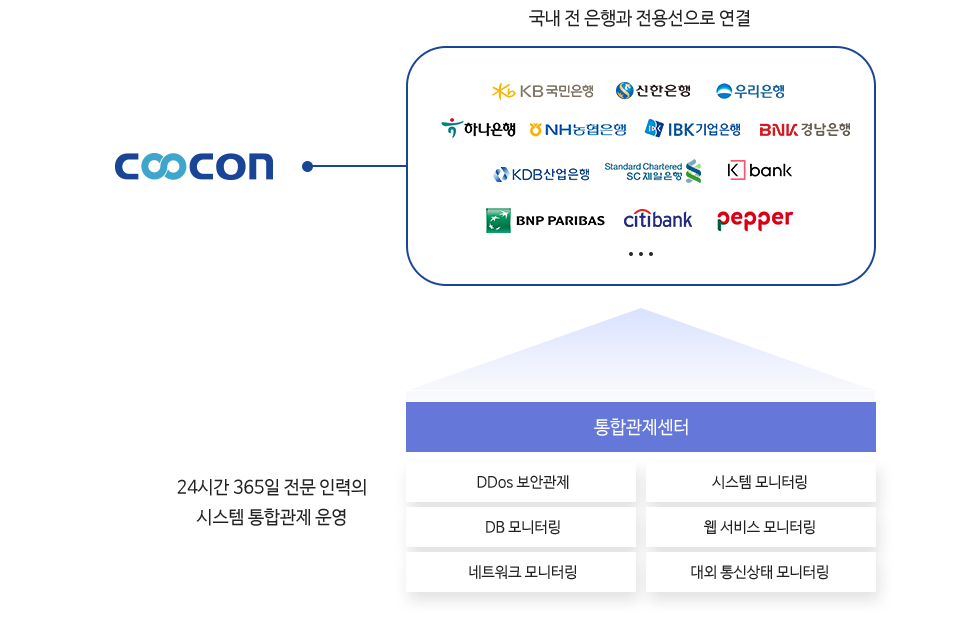 국내 전 은행과 전용선으로 연결
KB국민은행 신한은행 우리은행
하나은행 NH농협은행 IBK기업은행 BNK경남은행
coocon
KDB산업은행 Standard Chartered SC제일은행 K bank
BNP PARIBAS citibank pepper
...
통합관제센터
24시간 365일 전문 인력의
시스템 통합관제 운영
DDos 보안관제 시스템 모니터링
DB 모니터링 웹 서비스 모니터링
네트워크 모니터링 대외 통신상태 모니터링